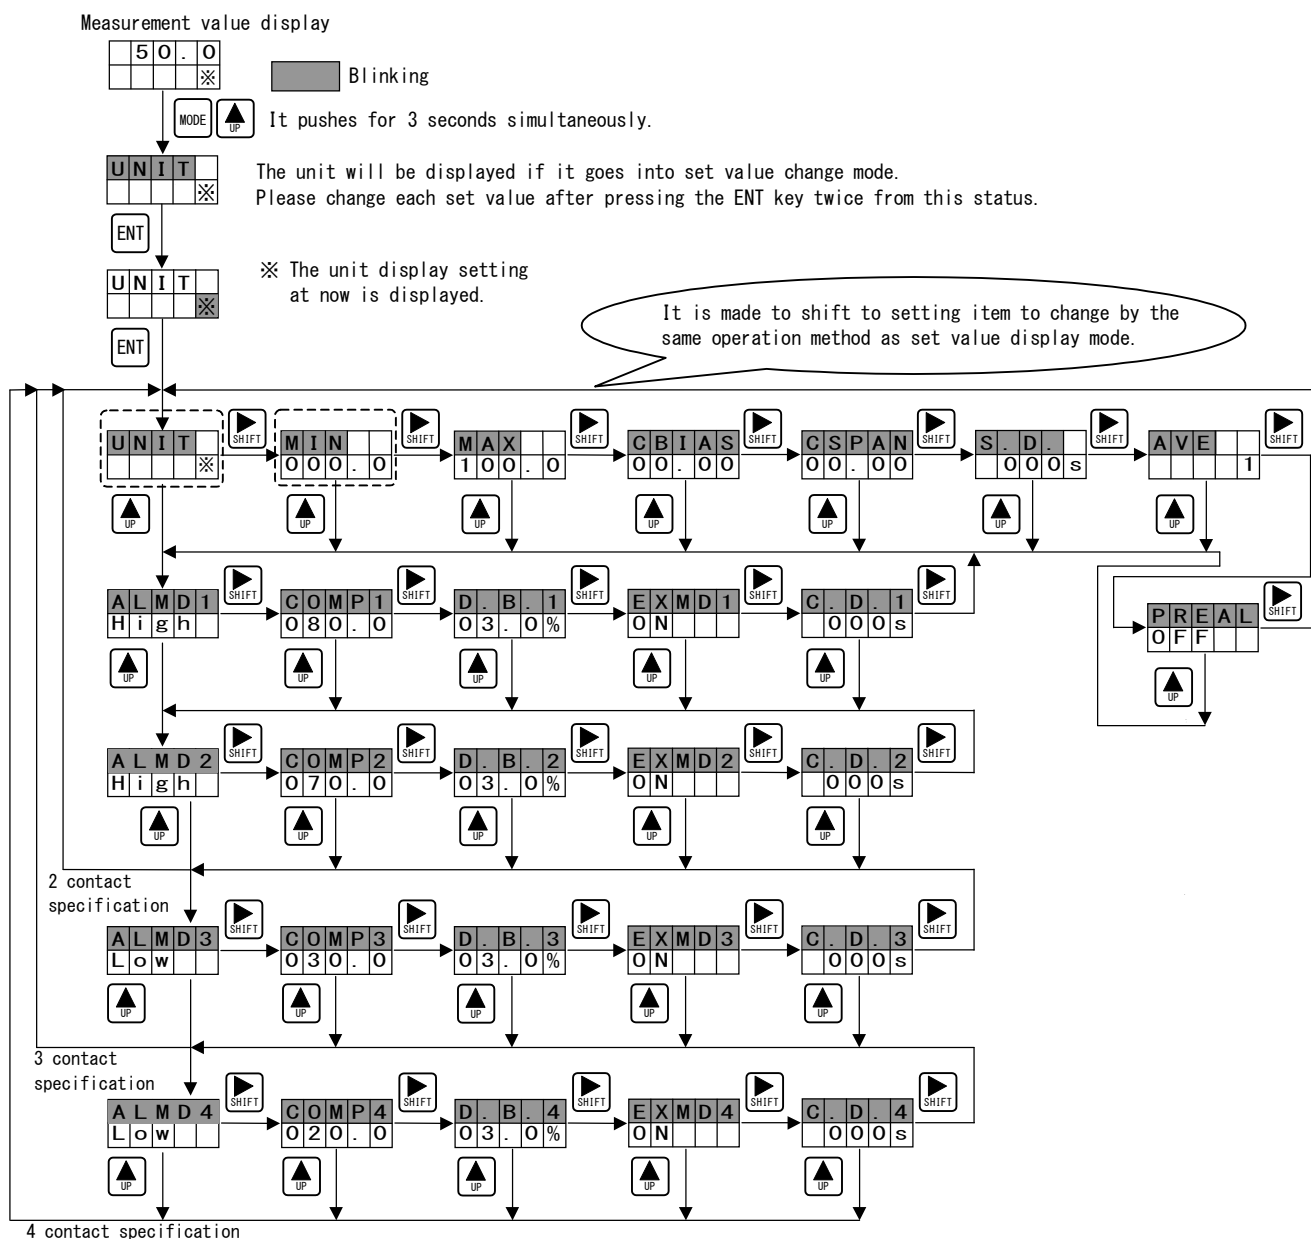 Measurement value display
50.0
※
Blinking
MODE UP It pushes for 3 seconds simultaneously.
UNIT
※
The unit will be displayed if it goes into set value change mode.
Please change each set value after pressing the ENT key twice from this status.
ENT
UNIT
※
※ The unit display setting
at now is displayed.
ENT
It is made to shift to setting item to change by the
same operation method as set value display mode.
UNIT SHIFT MIN SHIFT MAX SHIFT CBIAS SHIFT CSPAN SHIFT S.D. SHIFT AVE SHIFT
※ 000.0 100.0 00.00 00.00 000s 1
UP UP UP UP UP UP UP
ALMD1 SHIFT COMP1 SHIFT D.B.1 SHIFT EXMD1 SHIFT C.D.1 SHIFT
High 080.0 03.0% ON 000s
UP UP UP UP UP
PREAL SHIFT
OFF
UP
ALMD2 SHIFT COMP2 SHIFT D.B.2 SHIFT EXMD2 SHIFT C.D.2 SHIFT
High 070.0 03.0% ON 000s
UP UP UP UP UP
2 contact
specification
ALMD3 SHIFT COMP3 SHIFT D.B.3 SHIFT EXMD3 SHIFT C.D.3 SHIFT
Low 030.0 03.0% ON 000s
UP UP UP UP UP
3 contact
specification
ALMD4 SHIFT COMP4 SHIFT D.B.4 SHIFT EXMD4 SHIFT C.D.4 SHIFT
Low 020.0 03.0% ON 000s
UP UP UP UP UP
4 contact specification